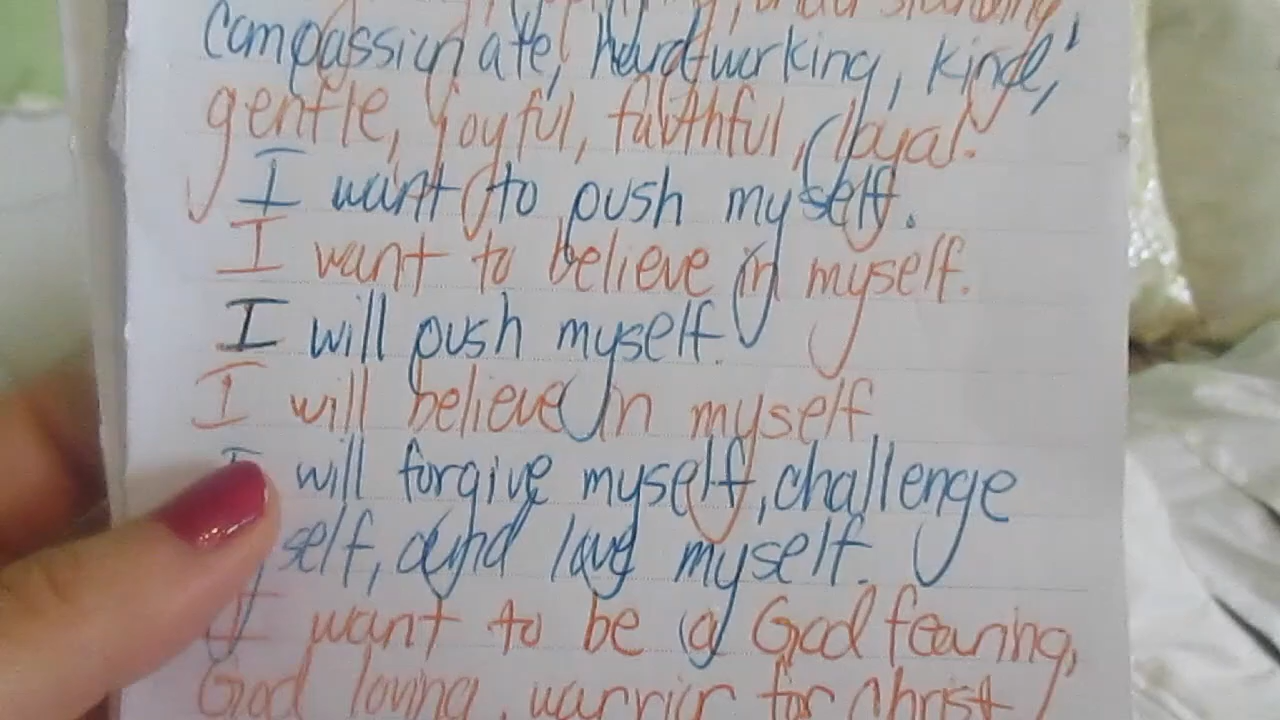 understanding,
compassionate, hardworking, kind,
gentle, joyful, faithful, loyal.
I want to push myself.
I want to believe in myself.
I will push myself.
I will believe in myself
I will forgive myself, challenge
self, and love myself.
I want to be a God fearing,
God loving, warrior for Christ